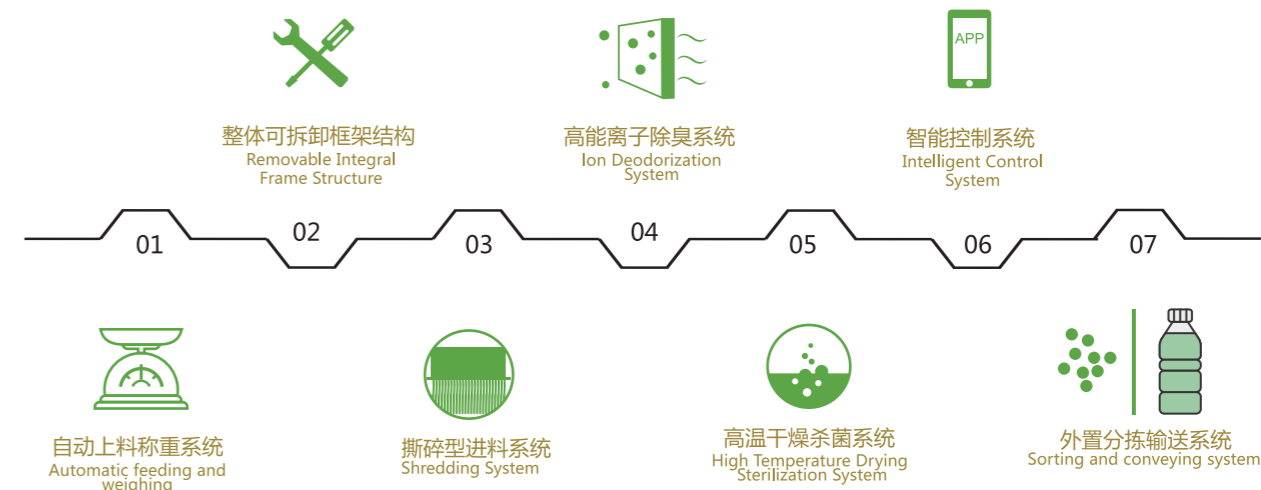 APP
整体可拆卸框架结构
Removable Integral
Frame Structure
高能离子除臭系统
Ion Deodorization
System
智能控制系统
Intelligent Control
System
01
02
03
04
05
06
07
自动上料称重系统
Automatic feeding and
weighing
撕碎型进料系统
Shredding System
高温干燥杀菌系统
High Temperature Drying
Sterilization System
外置分拣输送系统
Sorting and conveying system